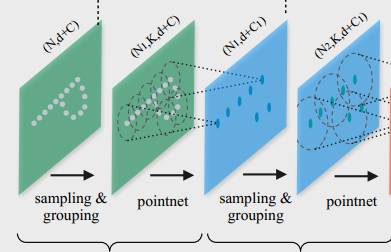 (N,d+C)
(N₁,K,d+C)
(N₁,d+C₁)
(N₂,K,d+C₁)
sampling &
grouping
pointnet
sampling &
grouping
pointnet